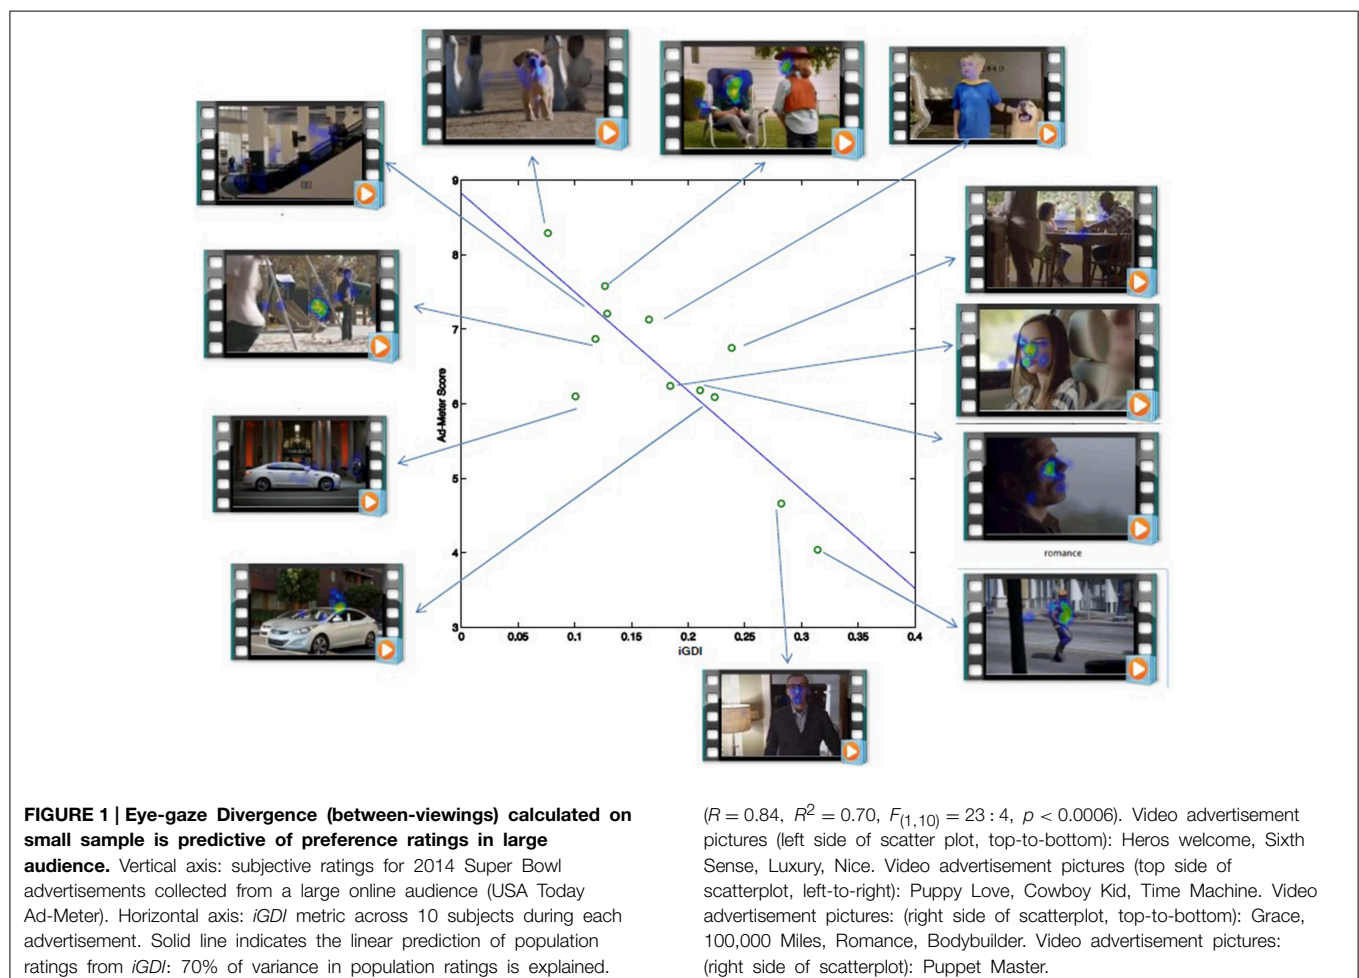 9
8
7
6
5
4
3
Ad-Meter Score
0
0.05
0.1
0.15
0.2
0.25
0.3
0.35
0.4
iGDI
romance
FIGURE 1 | Eye-gaze Divergence (between-viewings) calculated on
small sample is predictive of preference ratings in large
audience. Vertical axis: subjective ratings for 2014 Super Bowl
advertisements collected from a large online audience (USA Today
Ad-Meter). Horizontal axis: iGDI metric across 10 subjects during each
advertisement. Solid line indicates the linear prediction of population
ratings from iGDI: 70% of variance in population ratings is explained.
(R = 0.84, R² = 0.70, F(1,10) = 23 : 4, p < 0.0006). Video advertisement
pictures (left side of scatter plot, top-to-bottom): Heros welcome, Sixth
Sense, Luxury, Nice. Video advertisement pictures (top side of
scatterplot, left-to-right): Puppy Love, Cowboy Kid, Time Machine. Video
advertisement pictures: (right side of scatterplot, top-to-bottom): Grace,
100,000 Miles, Romance, Bodybuilder. Video advertisement pictures:
(right side of scatterplot): Puppet Master.